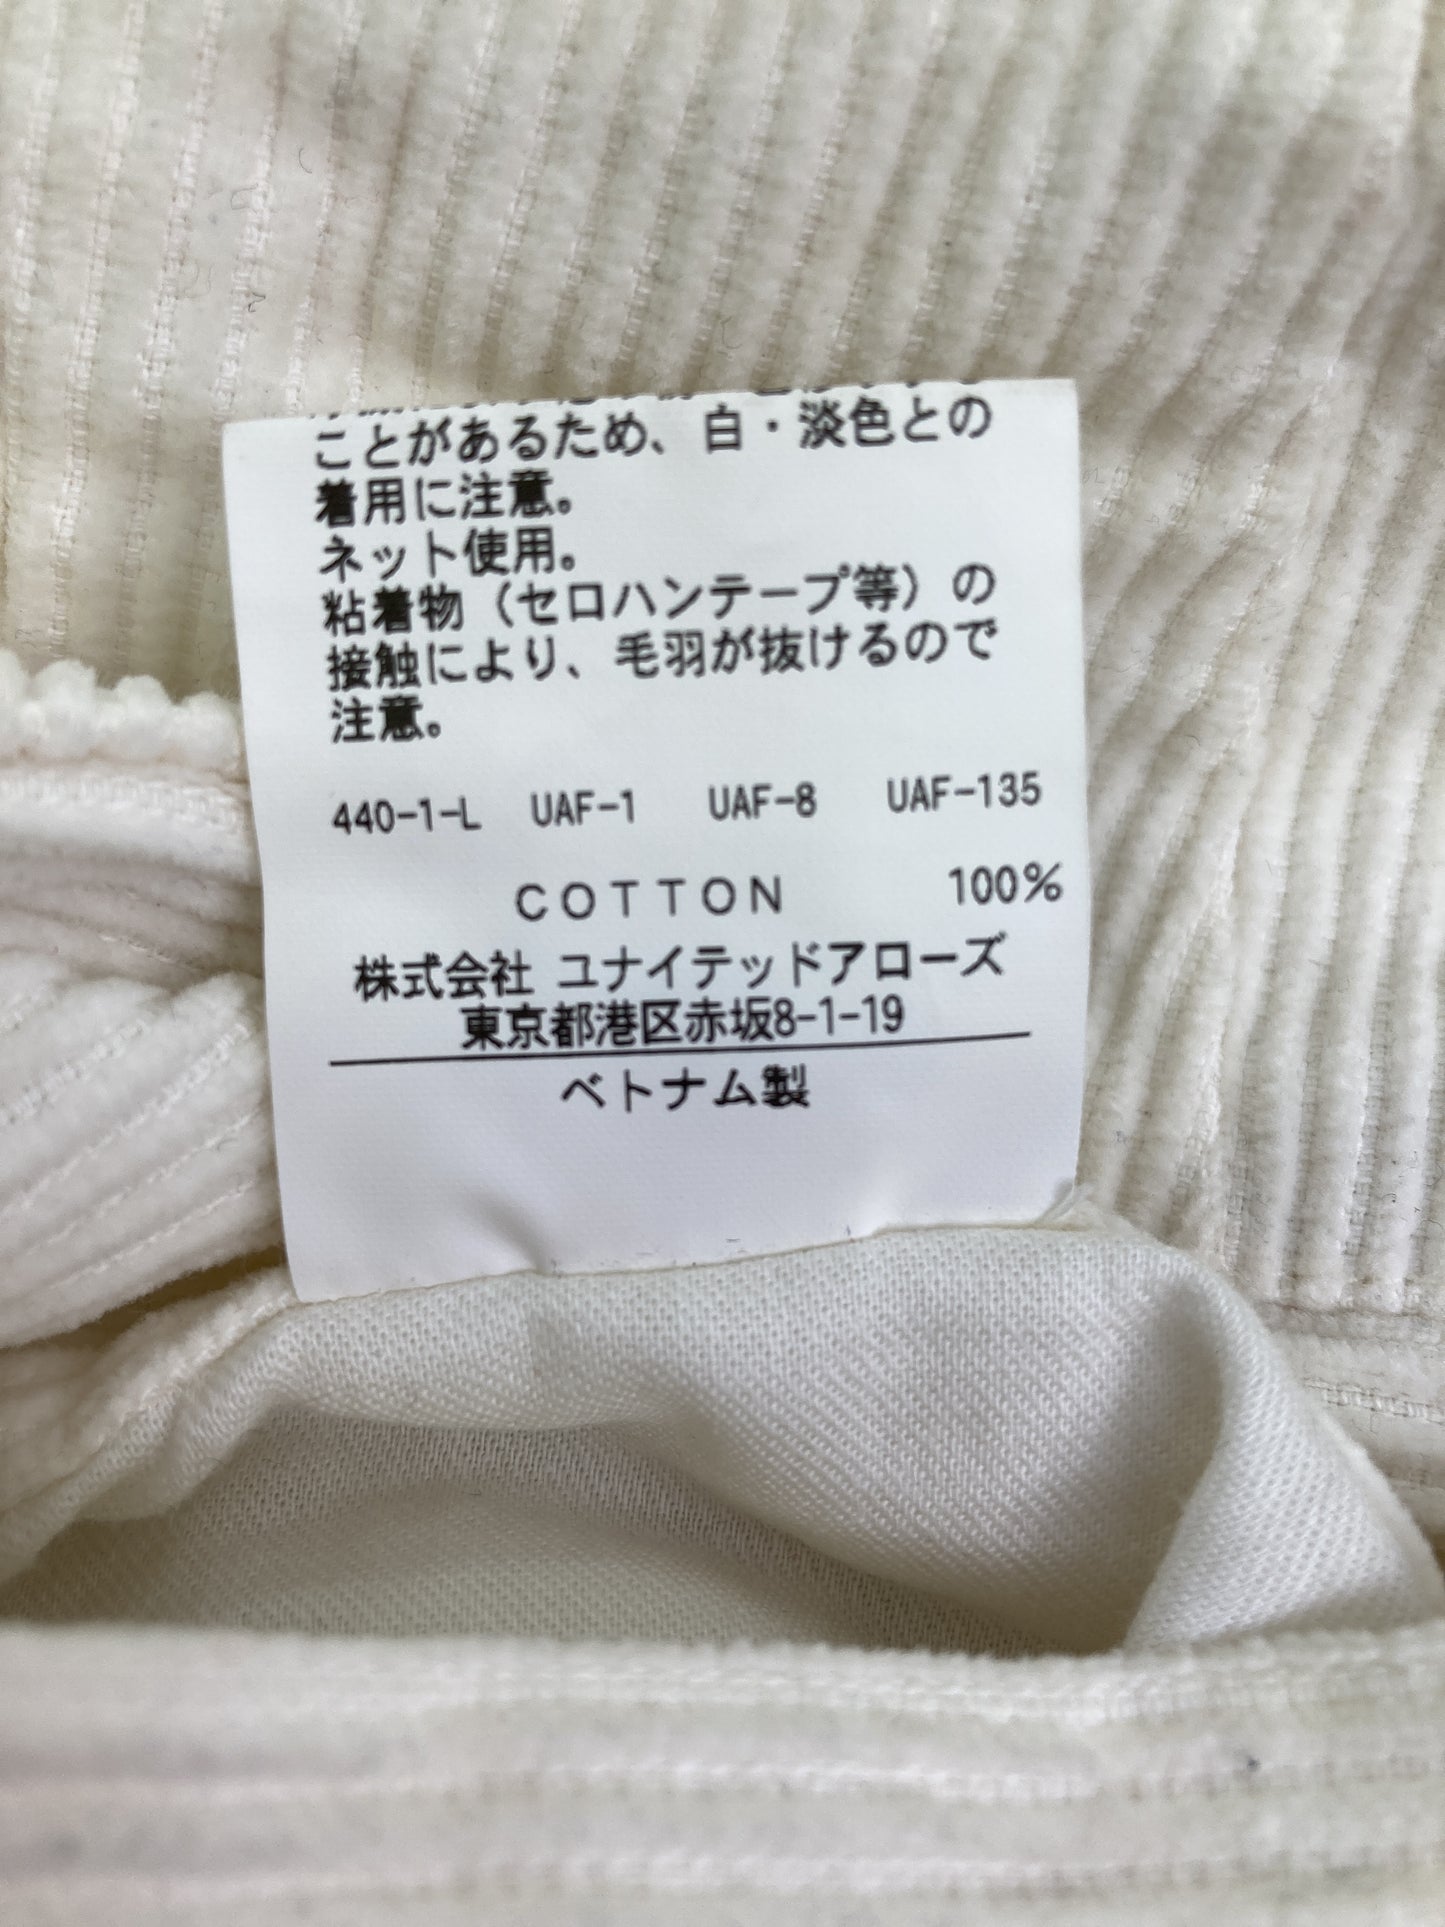 ことがあるため、白・淡色との
着用に注意。
ネット使用。
粘着物（セロハンテープ等）の
接触により、毛羽が抜けるので
注意。
440-1-L UAF-1 UAF-8 UAF-135
COTTON 100%
株式会社 ユナイテッドアローズ
東京都港区赤坂8-1-19
ベトナム製